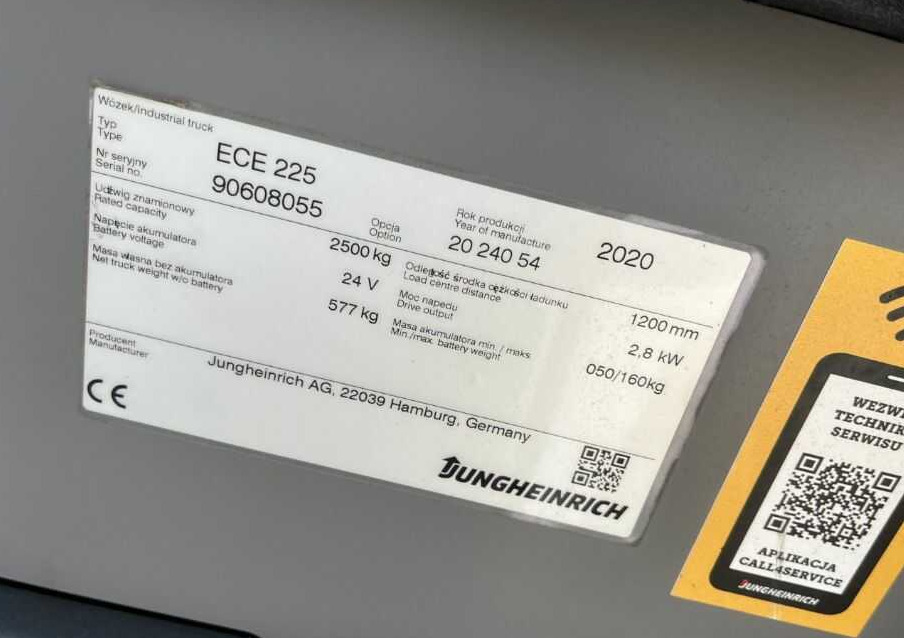 Wózek/Industrial truck
Typ
Type
ECE 225
Nr seryjny
Serial no.
90608055
Opcja
Option
20 240 54
Rok produkcji
Year of manufacture
2020
Udźwig znamionowy
Rated capacity
2500 kg
Odległość środka ciężkości ładunku
Load centre distance
1200 mm
Napięcie akumulatora
Battery voltage
24 V
Moc napędu
Drive output
2,8 kW
Masa własna bez akumulatora
Net truck weight w/o battery
577 kg
Masa akumulatora min. / maks
Min./max. battery weight
050/160kg
Producent
Manufacturer
Jungheinrich AG, 22039 Hamburg, Germany
CE
JUNGHEINRICH
WEZWI
TECHNIK
SERWISU
APLIKACJA
CALL4SERVICE
JUNGHEINRICH